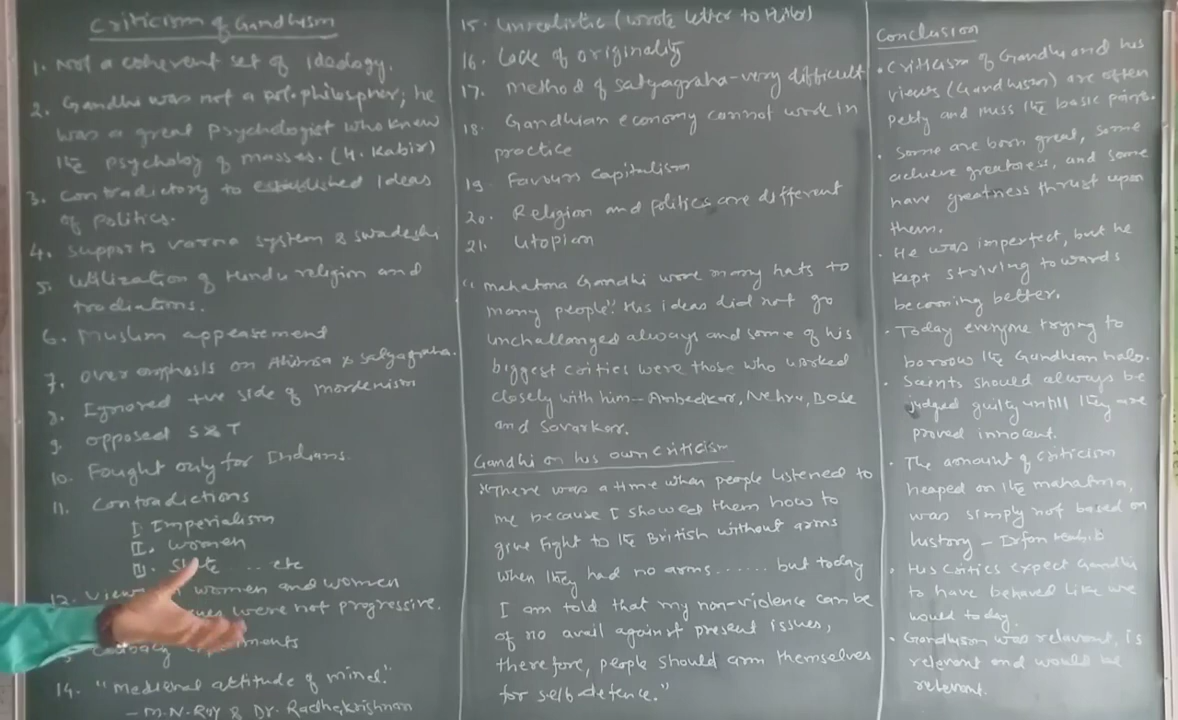 Criticism of Gandhism
1. Not a coherent set of ideology.
2. Gandhi was not a pol. philospher; he
was a great psychologist who knew
the psycholoy of masses. (H. Kabir)
3. Contradictory to established Ideas
of politics.
4. Supports varna system & swadeshi
5. Utilization of Hindu religion and
trodiations.
6. Muslim appeasement
7. Over emphasis on Ahimsa & satyagraha.
8. Ignored +ve side of mordenism
9. Opposed S&T
10. Fought only for Indians.
11. Contradictions
I. Imperialism
II. Women
III. State .... etc
12. View women and women
were not progressive.
14. "Medieval attitude of mind."
- M.N. Roy & Dr. Radhakrishnan
15. Unrealistic (wrote letter to Hitler)
16. Lack of originality
17. Method of satyagraha - very difficult
18. Gandhian economy cannot work in
practice
19. Favours capitalism
20. Religion and politics are different
21. Utopian
"Mahatma Gandhi wore many hats to
many people". His ideas did not go
unchallenged always and some of his
biggest critics were those who worked
closely with him - Ambedkar, Nehru, Bose
and Savarkar.
Gandhi on his own criticism
"There was a time when people listened to
me because I showed them how to
give fight to the British without arms
when they had no arms ...... but today
I am told that my non-violence can be
of no avail against present issues,
therefore, people should arm themselves
for self-defence."
Conclusion
• Criticism of Gandhi and his
views (Gandhism) are often
petty and miss the basic points.
• Some are born great, some
achieve greatness, and some
have greatness thrust upon
them.
• He was imperfect, but he
kept striving towards
becoming better.
• Today everyone trying to
borrow the Gandhian halo.
• Saints should always be
judged guilty untill they are
proved innocent.
• The amount of criticism
heaped on the mahatma,
was simply not based on
history - Irfan Habib
• His critics expect Gandhi
to have behaved like we
would today.
• Gandhism was relavant, is
relevant and would be
relevent.